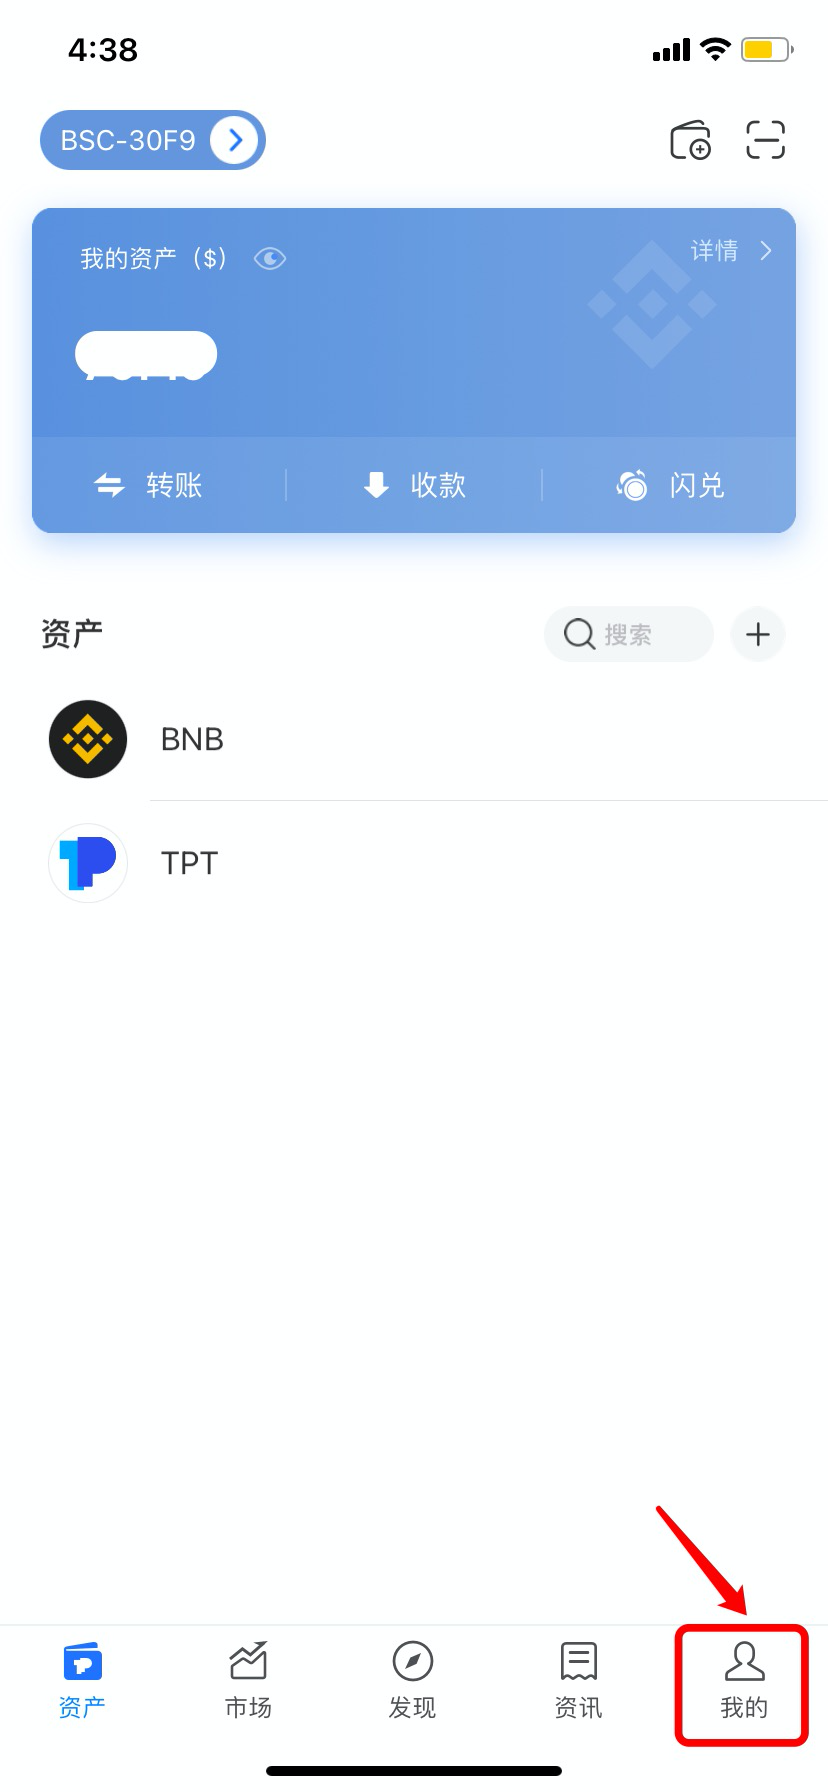 4:38
BSC-30F9
我的资产（$）
详情
转账
收款
闪兑
资产
搜索
BNB
TPT
资产
市场
发现
资讯
我的